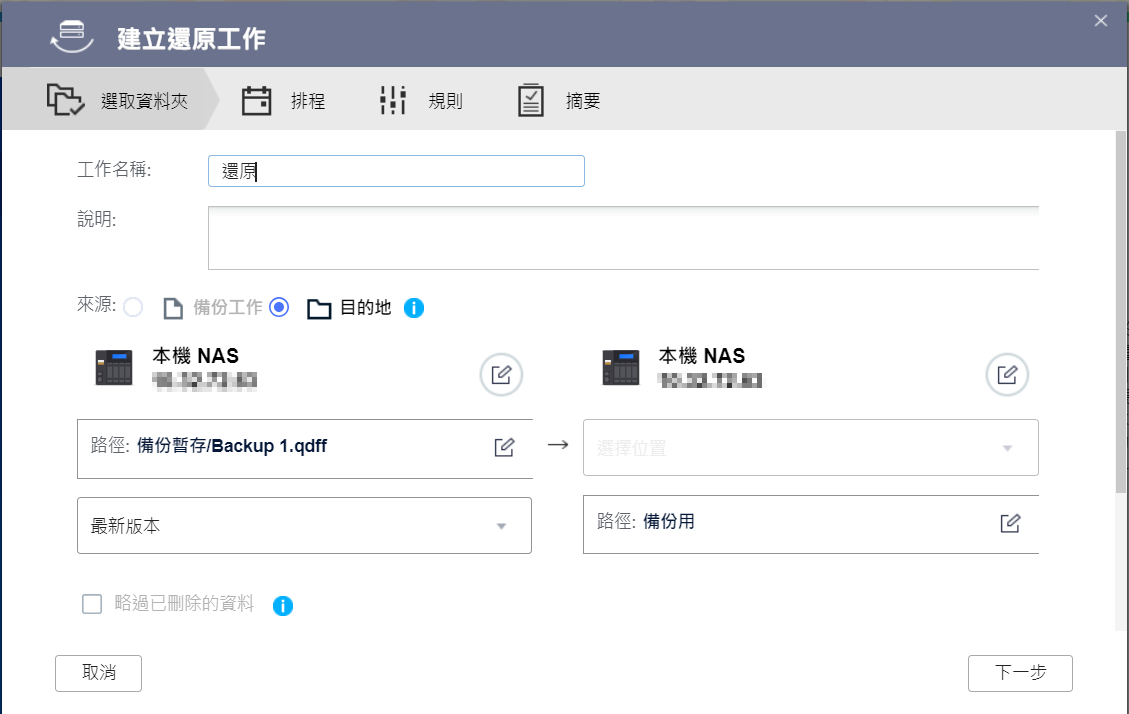 建立還原工作
選取資料夾 排程 規則 摘要
工作名稱: 還原
說明:
來源: 備份工作 目的地
本機 NAS 本機 NAS
路徑: 備份暫存/Backup 1.qdff 選擇位置
最新版本 路徑: 備份用
略過已刪除的資料
取消 下一步